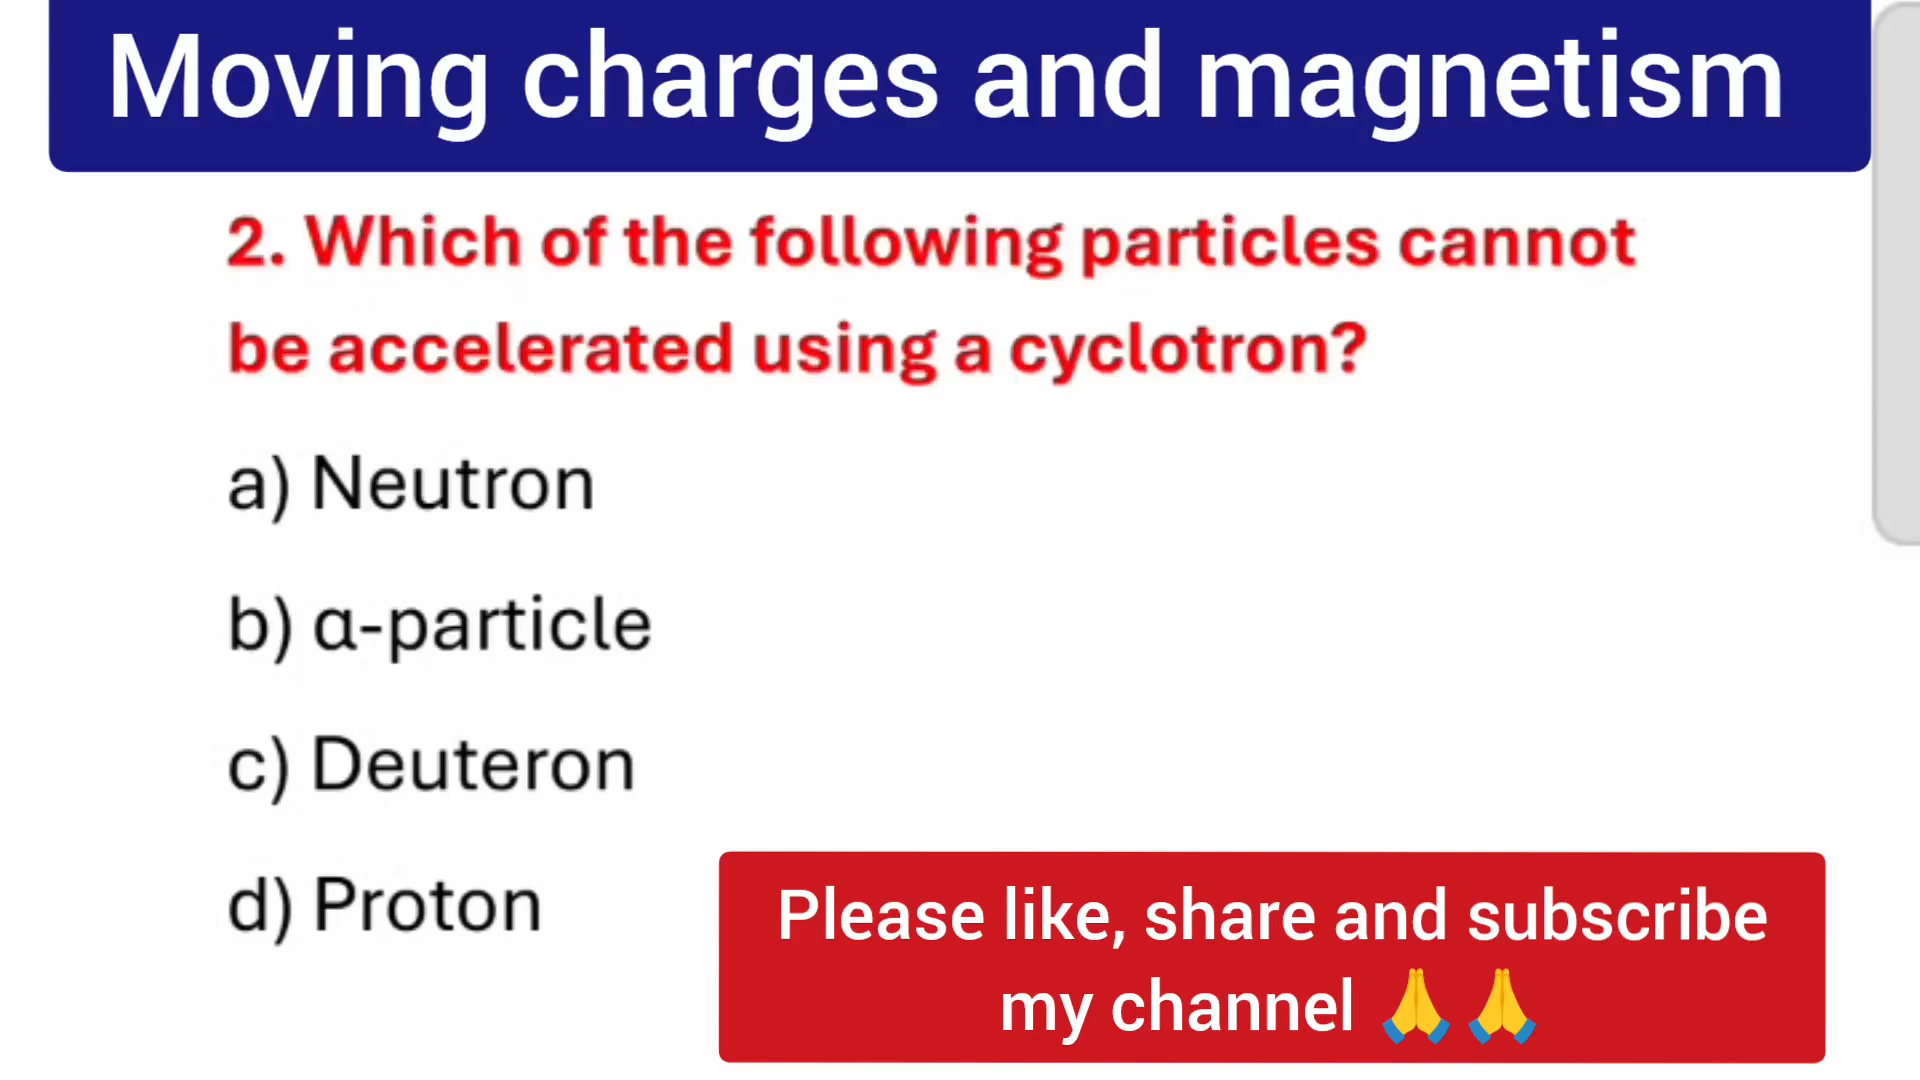 Moving charges and magnetism
2. Which of the following particles cannot
be accelerated using a cyclotron?
a) Neutron
b) α-particle
c) Deuteron
d) Proton
Please like, share and subscribe
my channel 🙏🙏